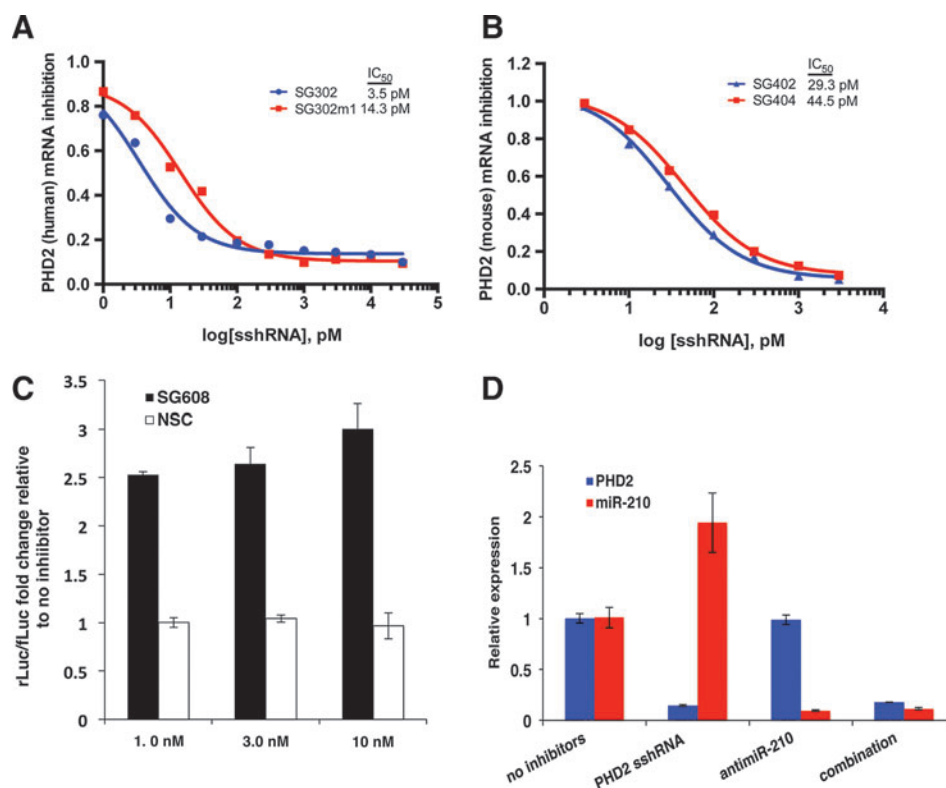 A
IC50
SG302 3.5 pM
SG302m1 14.3 pM
PHD2 (human) mRNA inhibition
1.0
0.8
0.6
0.4
0.2
0.0
0 1 2 3 4 5
log[sshRNA], pM
B
IC50
SG402 29.3 pM
SG404 44.5 pM
PHD2 (mouse) mRNA inhibition
1.2
1.0
0.8
0.6
0.4
0.2
0.0
0 1 2 3 4
log [sshRNA], pM
C
SG608
NSC
rLuc/fLuc fold change relative
to no inhiibitor
3.5
3
2.5
2
1.5
1
0.5
0
1. 0 nM 3.0 nM 10 nM
D
PHD2
miR-210
Relative expression
2.5
2
1.5
1
0.5
0
no inhibitors PHD2 sshRNA antimiR-210 combination